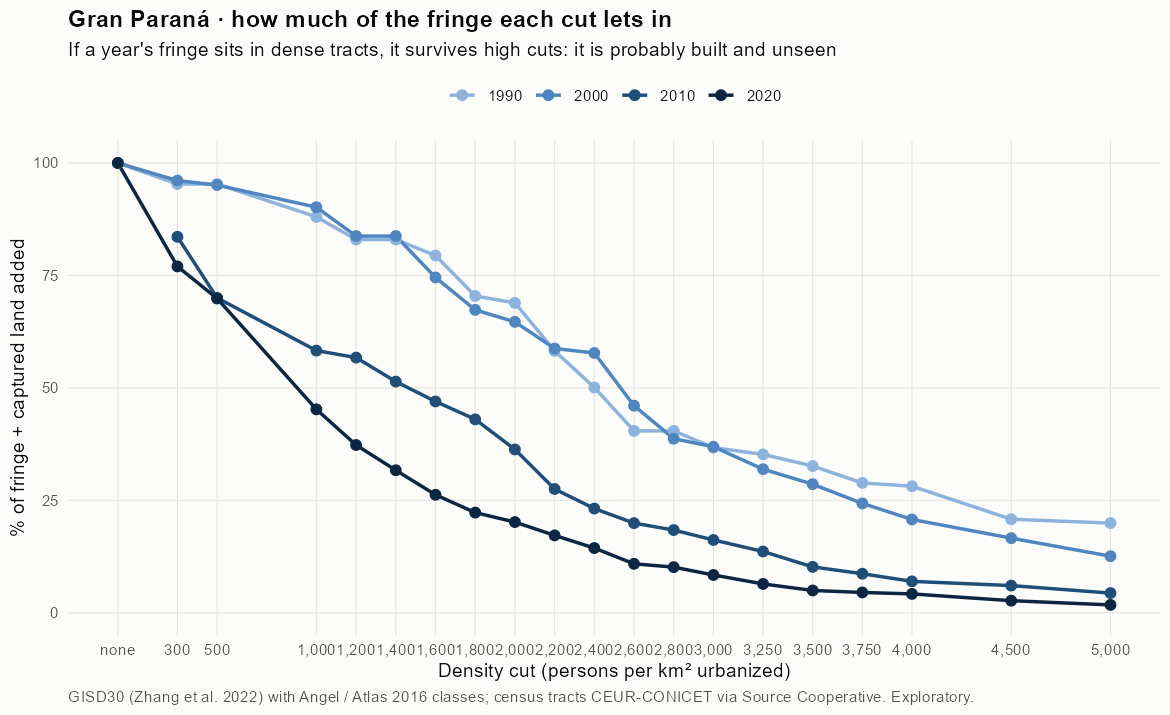 Gran Paraná · how much of the fringe each cut lets in
If a year's fringe sits in dense tracts, it survives high cuts: it is probably built and unseen
1990 2000 2010 2020
% of fringe + captured land added
100
75
50
25
0
none 300 500 1,000 1,200 1,400 1,600 1,800 2,000 2,200 2,400 2,600 2,800 3,000 3,250 3,500 3,750 4,000 4,500 5,000
Density cut (persons per km² urbanized)
GISD30 (Zhang et al. 2022) with Angel / Atlas 2016 classes; census tracts CEUR-CONICET via Source Cooperative. Exploratory.